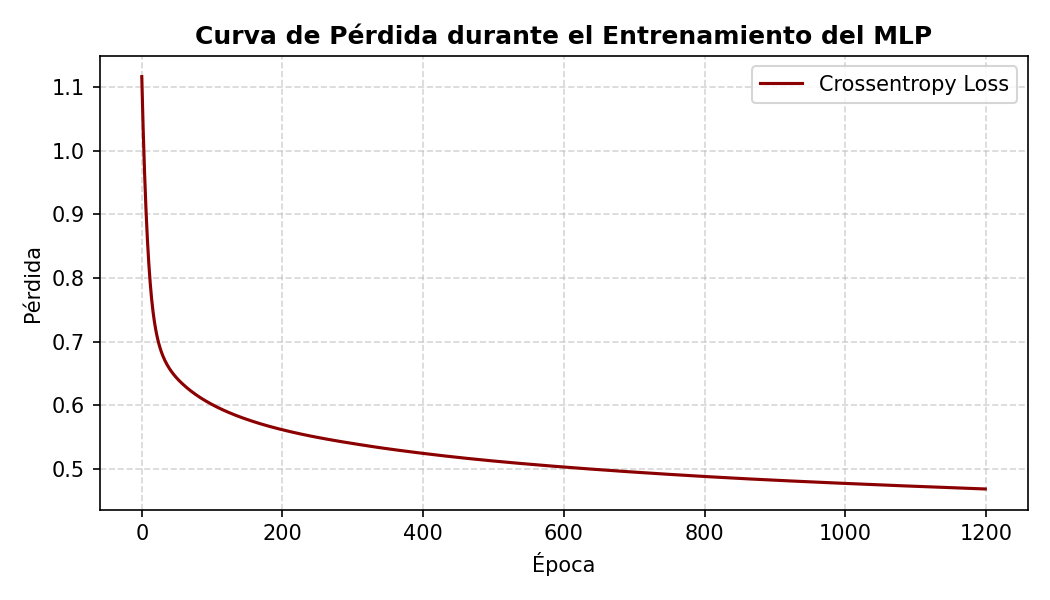 Curva de Pérdida durante el Entrenamiento del MLP
Crossentropy Loss
Pérdida
1.1
1.0
0.9
0.8
0.7
0.6
0.5
0 200 400 600 800 1000 1200
Época